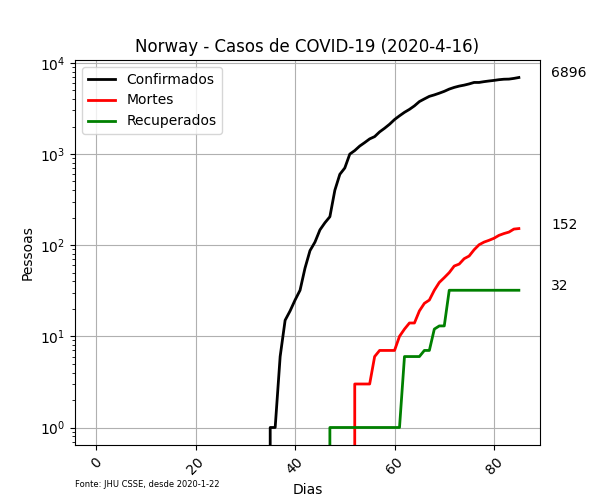 Norway - Casos de COVID-19 (2020-4-16)
Confirmados
Mortes
Recuperados
10⁴
10³
10²
10¹
10⁰
Pessoas
6896
152
32
0 20 40 60 80
Dias
Fonte: JHU CSSE, desde 2020-1-22